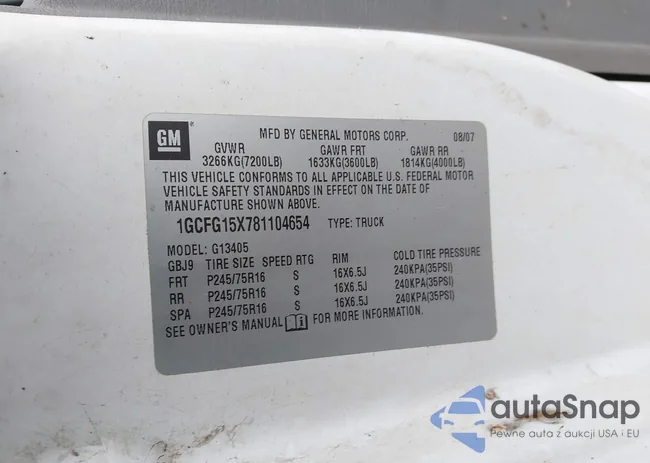 GM
MFD BY GENERAL MOTORS CORP. 08/07
GVWR GAWR FRT GAWR RR
3266KG(7200LB) 1633KG(3600LB) 1814KG(4000LB)
THIS VEHICLE CONFORMS TO ALL APPLICABLE U.S. FEDERAL MOTOR
VEHICLE SAFETY STANDARDS IN EFFECT ON THE DATE OF
MANUFACTURE SHOWN ABOVE.
1GCFG15X781104654 TYPE: TRUCK
MODEL: G13405
GBJ9 TIRE SIZE SPEED RTG RIM COLD TIRE PRESSURE
FRT P245/75R16 S 16X6.5J 240KPA(35PSI)
RR P245/75R16 S 16X6.5J 240KPA(35PSI)
SPA P245/75R16 S 16X6.5J 240KPA(35PSI)
SEE OWNER'S MANUAL FOR MORE INFORMATION.
autoSnap
Pewne auta z aukcji USA i EU